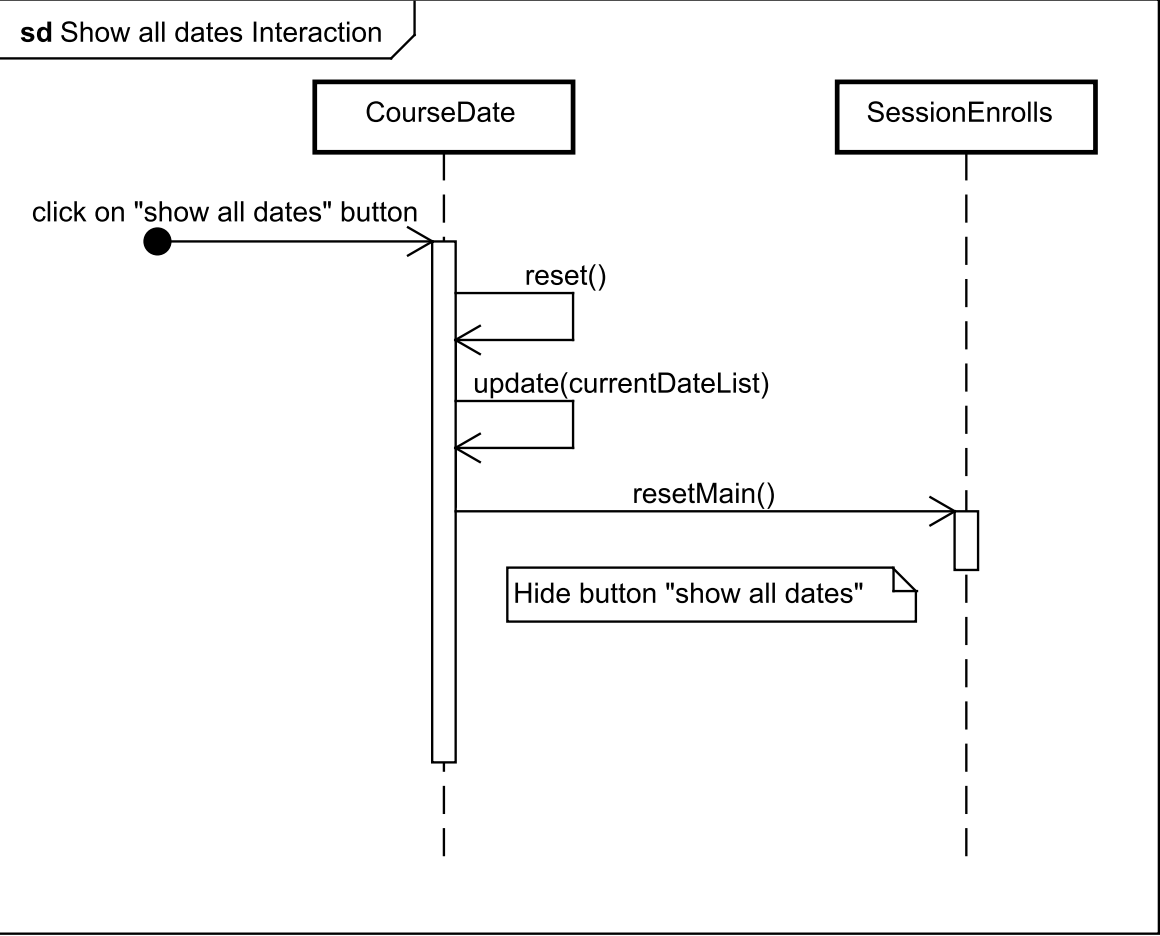 sd Show all dates Interaction
CourseDate
SessionEnrolls
click on "show all dates" button
reset()
update(currentDateList)
resetMain()
Hide button "show all dates"